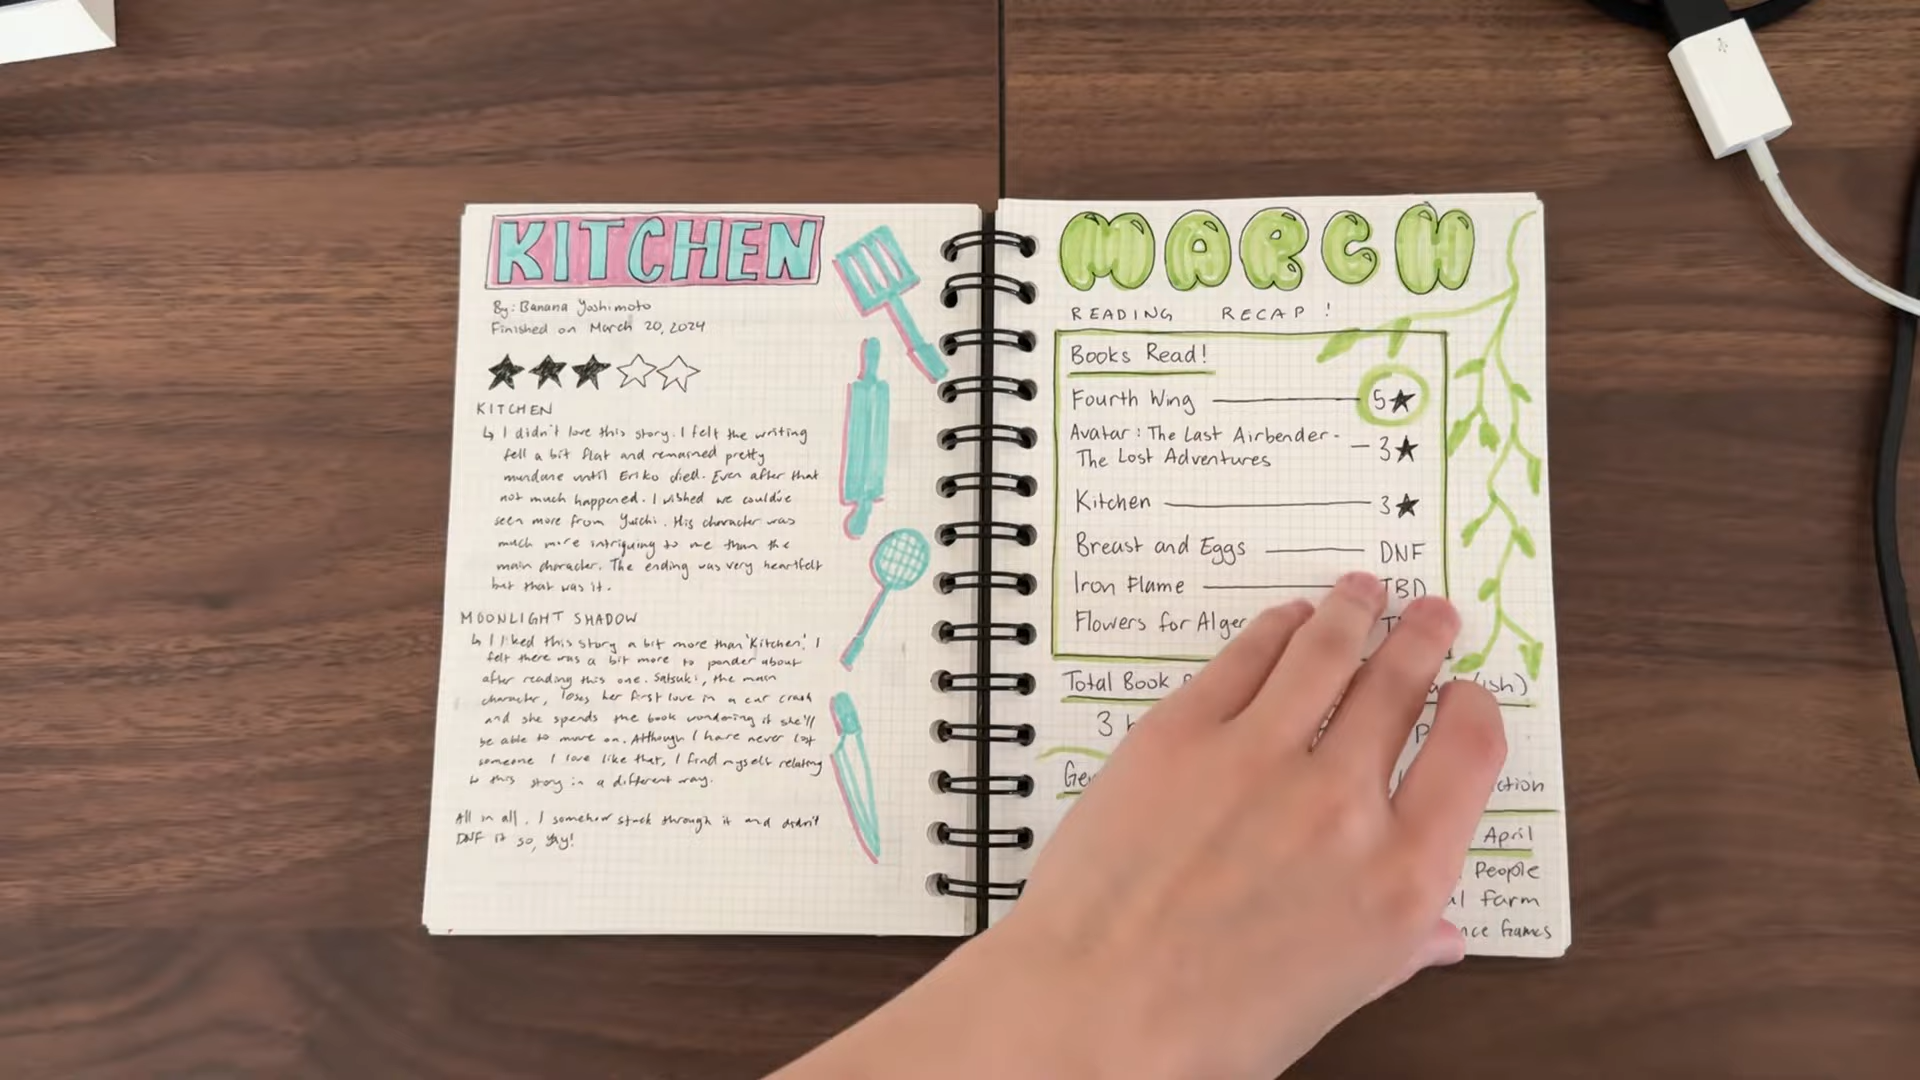 KITCHEN
By: Banana Yoshimoto
Finished on March 20, 2024
KITCHEN
↳ I didn't love this story. I felt the writing
fell a bit flat and remained pretty
mundane until Eriko died. Even after that
not much happened. I wished we could've
seen more from Yuichi. His character was
much more intriguing to me than the
main character. The ending was very heartfelt
but that was it.
MOONLIGHT SHADOW
↳ I liked this story a bit more than 'Kitchen'. I
felt there was a bit more to ponder about
after reading this one. Satsuki, the main
character, loses her first love in a car crash
and she spends the book wondering if she'll
be able to move on. Although I have never lost
someone I love like that, I find myself relating
to this story in a different way.
All in all, I somehow stuck through it and didn't
DNF it so, yay!
MARCH
READING RECAP !
Books Read!
Fourth Wing 5★
Avatar: The Last Airbender-
The Lost Adventures 3★
Kitchen 3★
Breast and Eggs DNF
Iron Flame TBD
Flowers for Alger
Total Book (ish)
3
April
People
Farm
Games